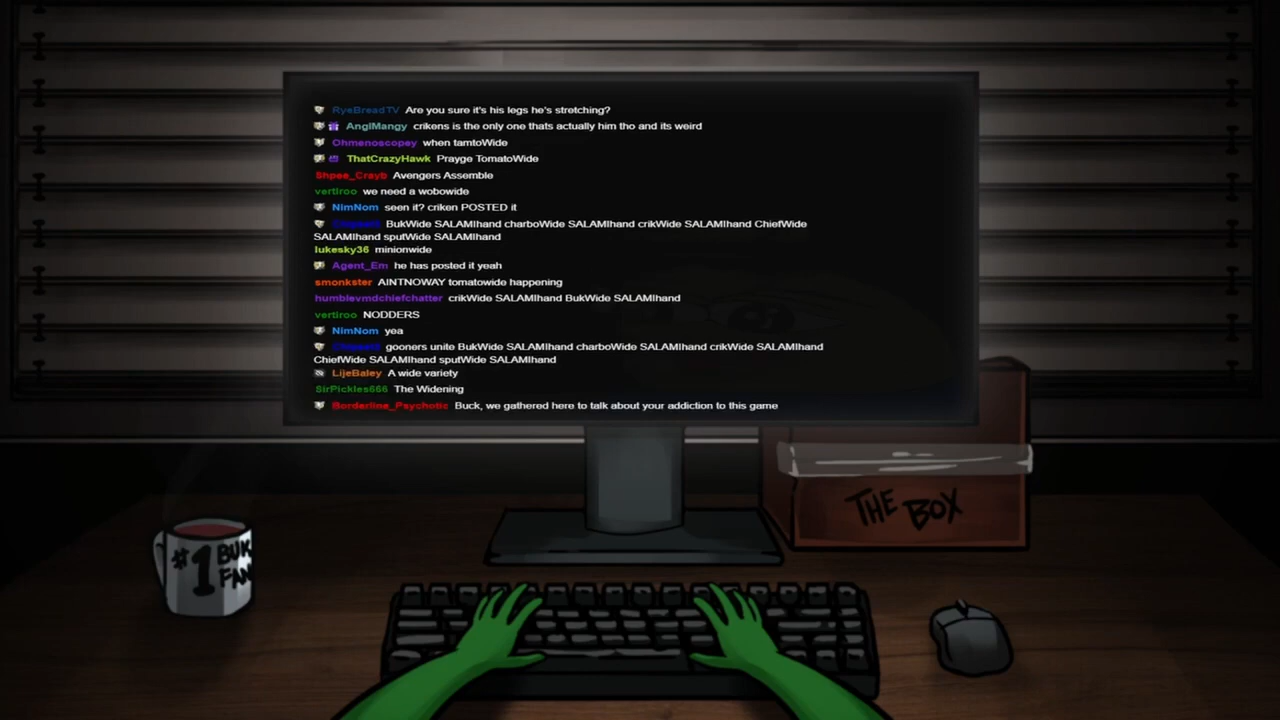 RyeBreadTV Are you sure it's his legs he's stretching?
AnglMangy crikens is the only one thats actually him tho and its weird
Ohmenoscopey when tamtoWide
ThatCrazyHawk Prayge TomatoWide
Shpee_Crayb Avengers Assemble
vertiroo we need a wobowide
NimNom seen it? criken POSTED it
BukWide SALAMIhand charboWide SALAMIhand crikWide SALAMIhand ChiefWide
SALAMIhand sputWide SALAMIhand
lukesky36 minionwide
Agent_Em he has posted it yeah
smonkster AINTNOWAY tomatowide happening
humblevmdchiefchatter crikWide SALAMIhand BukWide SALAMIhand
vertiroo NODDERS
NimNom yea
gooners unite BukWide SALAMIhand charboWide SALAMIhand crikWide SALAMIhand
ChiefWide SALAMIhand sputWide SALAMIhand
LijeBaley A wide variety
SirPickles666 The Widening
Borderline_Psychotic Buck, we gathered here to talk about your addiction to this game
THE BOX
#1 BUK
FAN